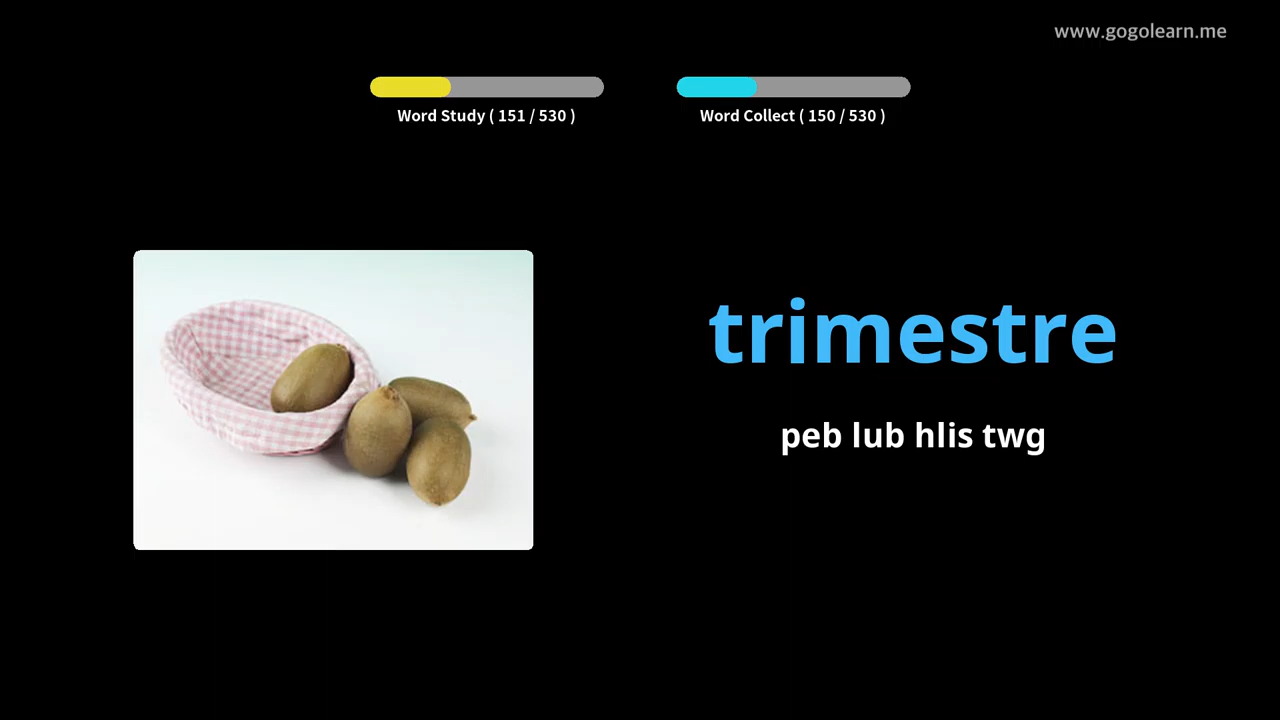 www.gogolearn.me
Word Study ( 151 / 530 )
Word Collect ( 150 / 530 )
trimestre
peb lub hlis twg